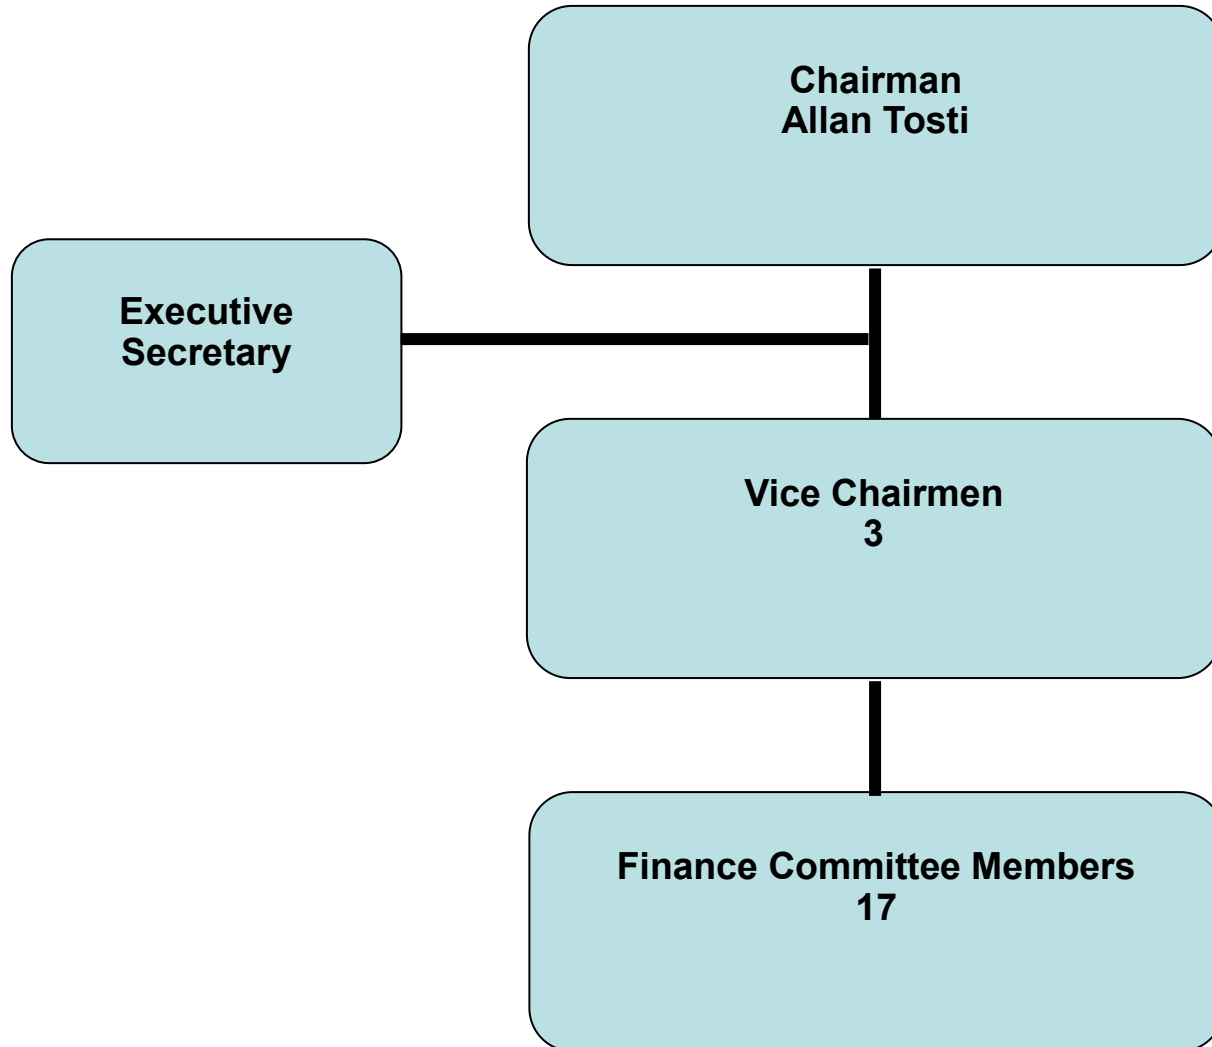 Chairman
Allan Tosti
Executive
Secretary
Vice Chairmen
3
Finance Committee Members
17